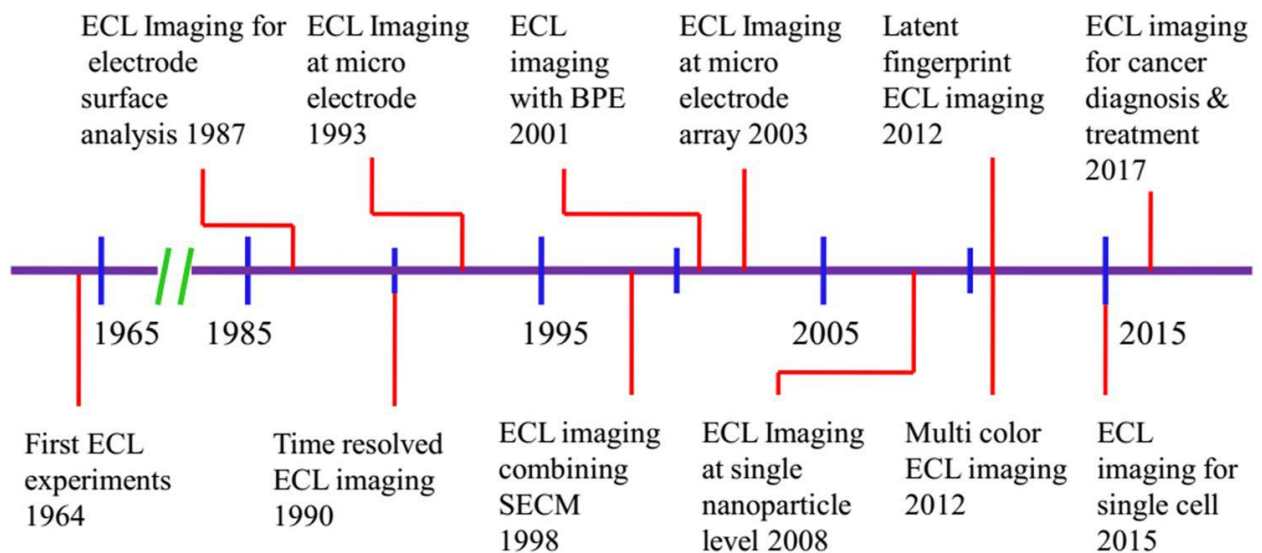 ECL Imaging for
electrode
surface
analysis 1987
ECL Imaging
at micro
electrode
1993
ECL
imaging
with BPE
2001
ECL Imaging
at micro
electrode
array 2003
Latent
fingerprint
ECL imaging
2012
ECL imaging
for cancer
diagnosis &
treatment
2017
1965
1985
1995
2005
2015
First ECL
experiments
1964
Time resolved
ECL imaging
1990
ECL imaging
combining
SECM
1998
ECL Imaging
at single
nanoparticle
level 2008
Multi color
ECL imaging
2012
ECL
imaging for
single cell
2015